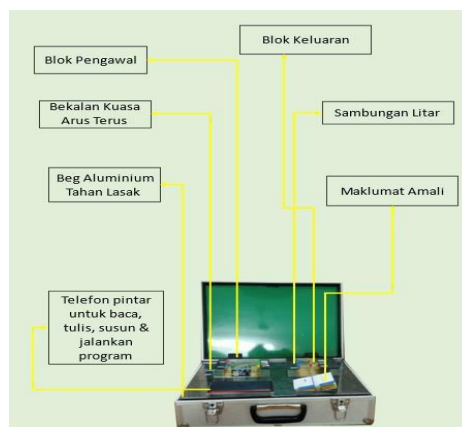 Blok Keluaran
Blok Pengawal
Bekalan Kuasa
Arus Terus
Sambungan Litar
Beg Aluminium
Tahan Lasak
Maklumat Amali
Telefon pintar
untuk baca,
tulis, susun &
jalankan
program